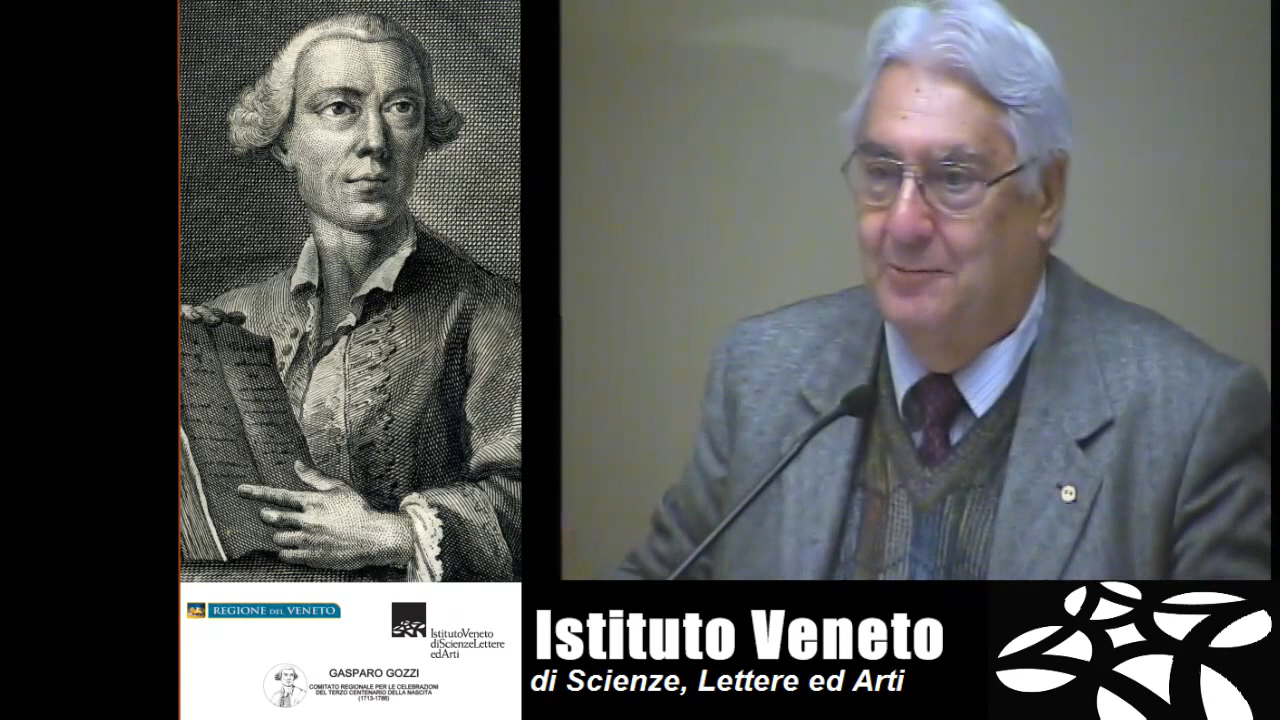 REGIONE DEL VENETO
IstitutoVeneto
diScienzeLettere
edArti
GASPARO GOZZI
COMITATO REGIONALE PER LE CELEBRAZIONI
DEL TERZO CENTENARIO DELLA NASCITA
(1713-1786)
Istituto Veneto
di Scienze, Lettere ed Arti